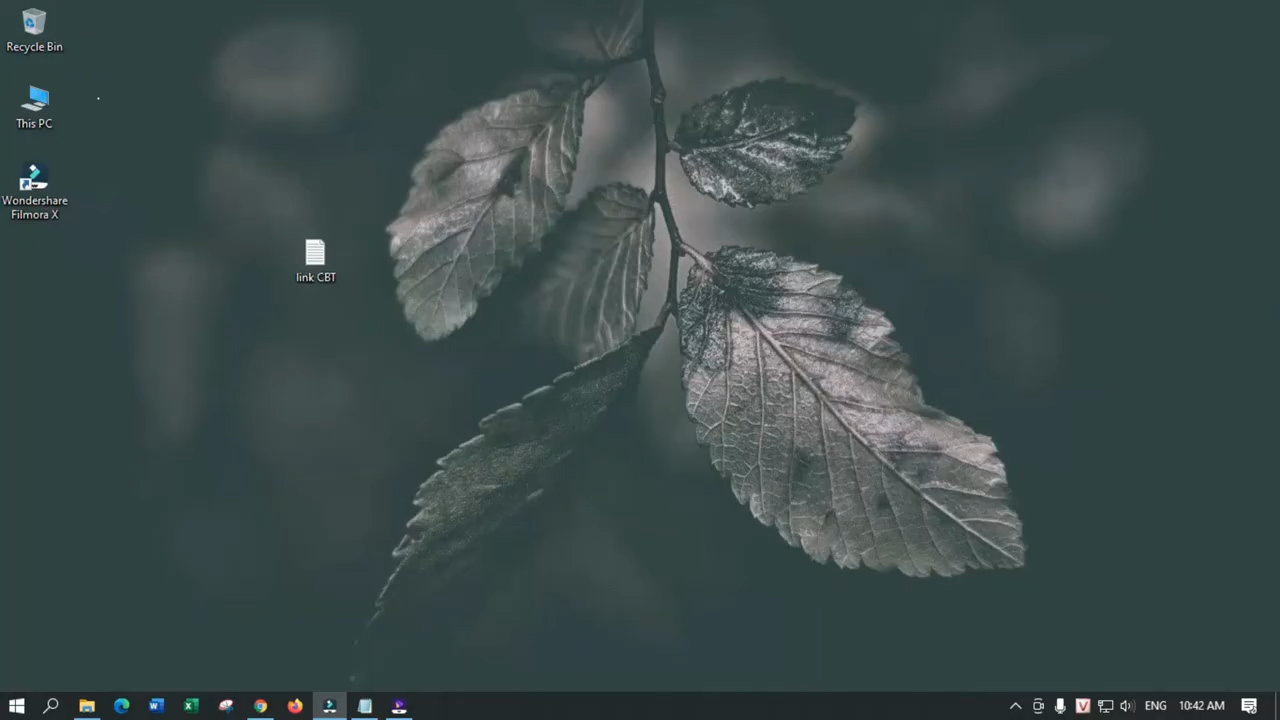 Recycle Bin
This PC
Wondershare
Filmora X
link CBT
ENG
10:42 AM